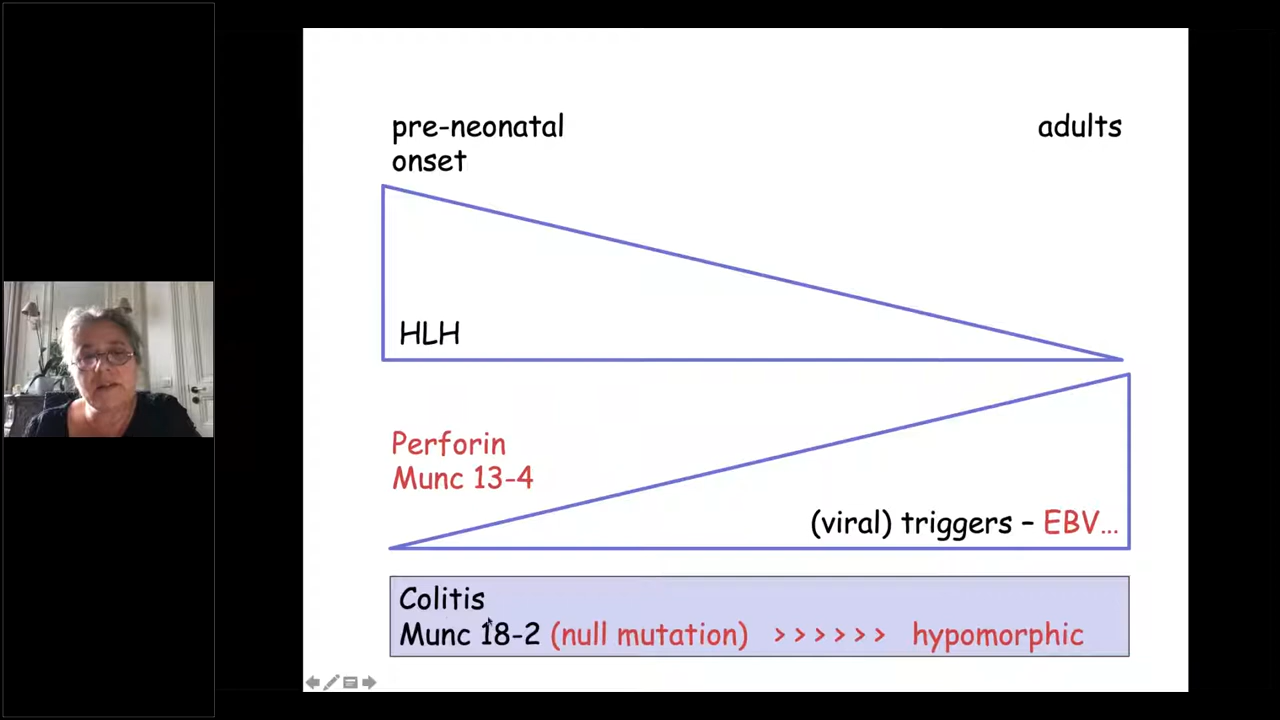 pre-neonatal
onset
adults
HLH
Perforin
Munc 13-4
(viral) triggers – EBV...
Colitis
Munc 18-2 (null mutation) > > > > > > hypomorphic